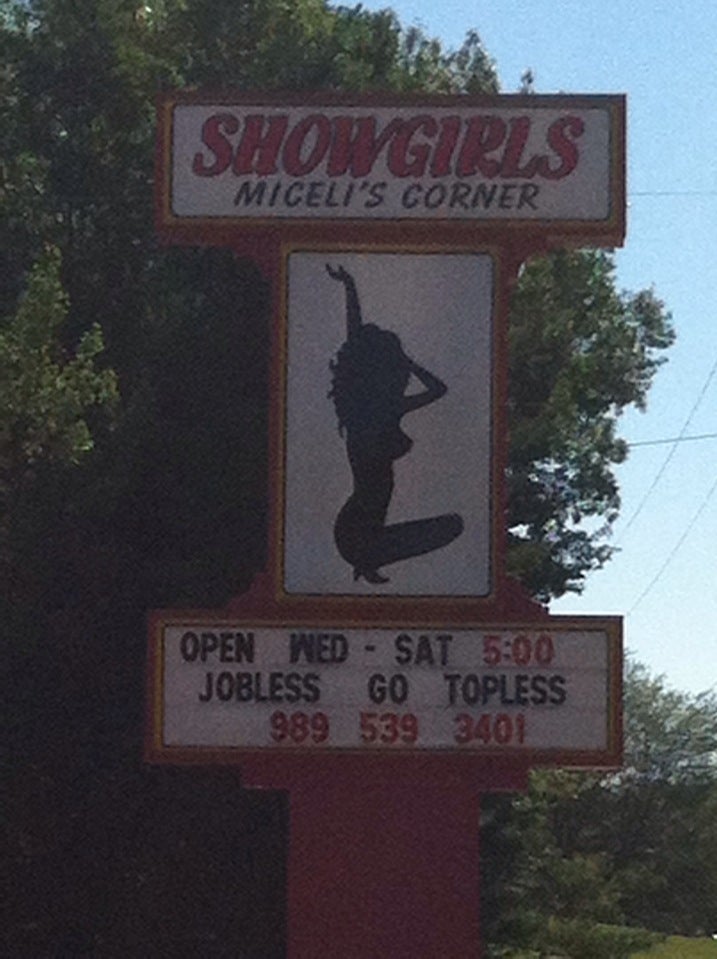 SHOWGIRLS
MICELI'S CORNER
OPEN WED - SAT 5:00
JOBLESS GO TOPLESS
989 539 3401